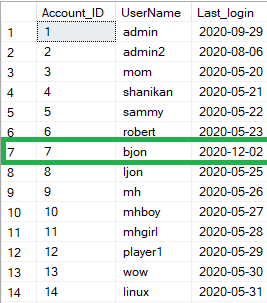 Account_ID UserName Last_login
1 1 admin 2020-09-29
2 2 admin2 2020-08-06
3 3 mom 2020-05-20
4 4 shanikan 2020-05-21
5 5 sammy 2020-05-22
6 6 robert 2020-05-23
7 7 bjon 2020-12-02
8 8 ljon 2020-05-25
9 9 mh 2020-05-26
10 10 mhboy 2020-05-27
11 11 mhgirl 2020-05-28
12 12 player1 2020-05-29
13 13 wow 2020-05-30
14 14 linux 2020-05-31